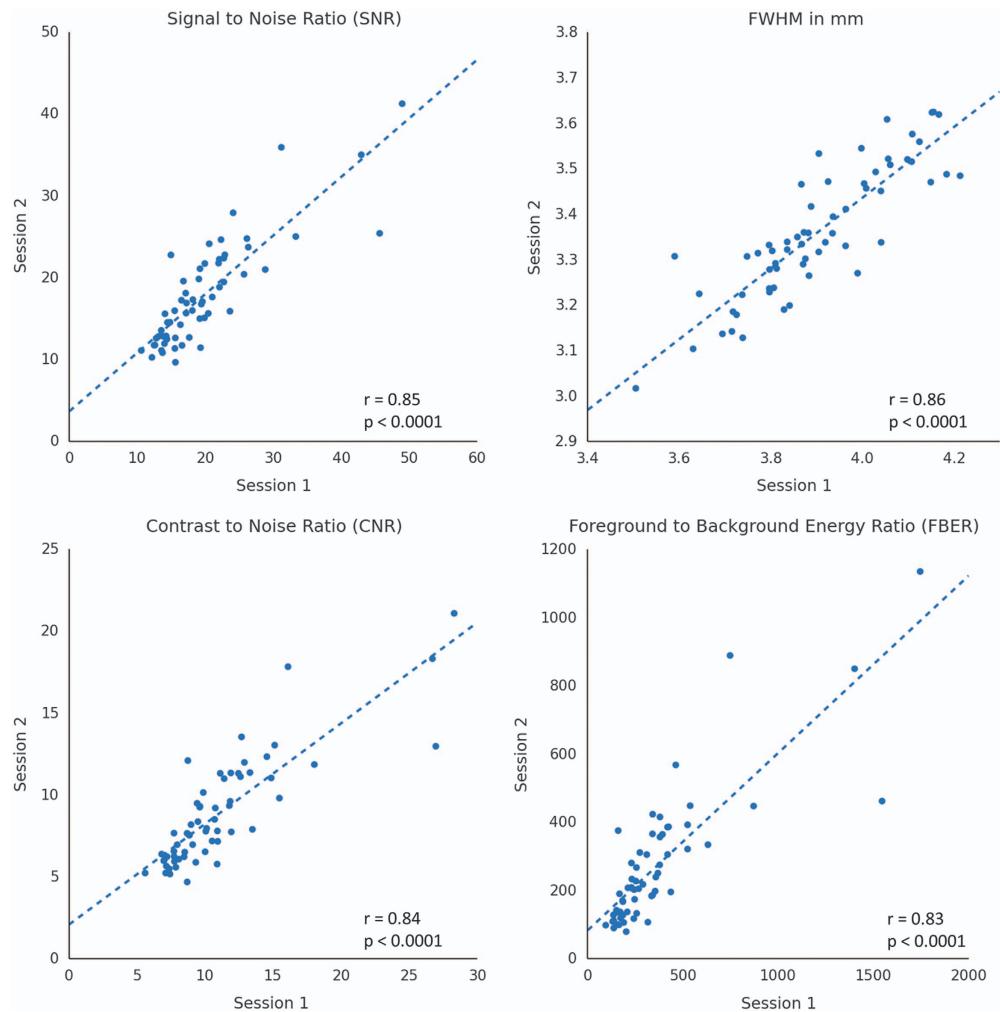 Signal to Noise Ratio (SNR)
50
40
30
20
10
0
Session 2
r = 0.85
p < 0.0001
0 10 20 30 40 50 60
Session 1
FWHM in mm
3.8
3.7
3.6
3.5
3.4
3.3
3.2
3.1
3.0
2.9
Session 2
r = 0.86
p < 0.0001
3.4 3.6 3.8 4.0 4.2
Session 1
Contrast to Noise Ratio (CNR)
25
20
15
10
5
0
Session 2
r = 0.84
p < 0.0001
0 5 10 15 20 25 30
Session 1
Foreground to Background Energy Ratio (FBER)
1200
1000
800
600
400
200
0
Session 2
r = 0.83
p < 0.0001
0 500 1000 1500 2000
Session 1